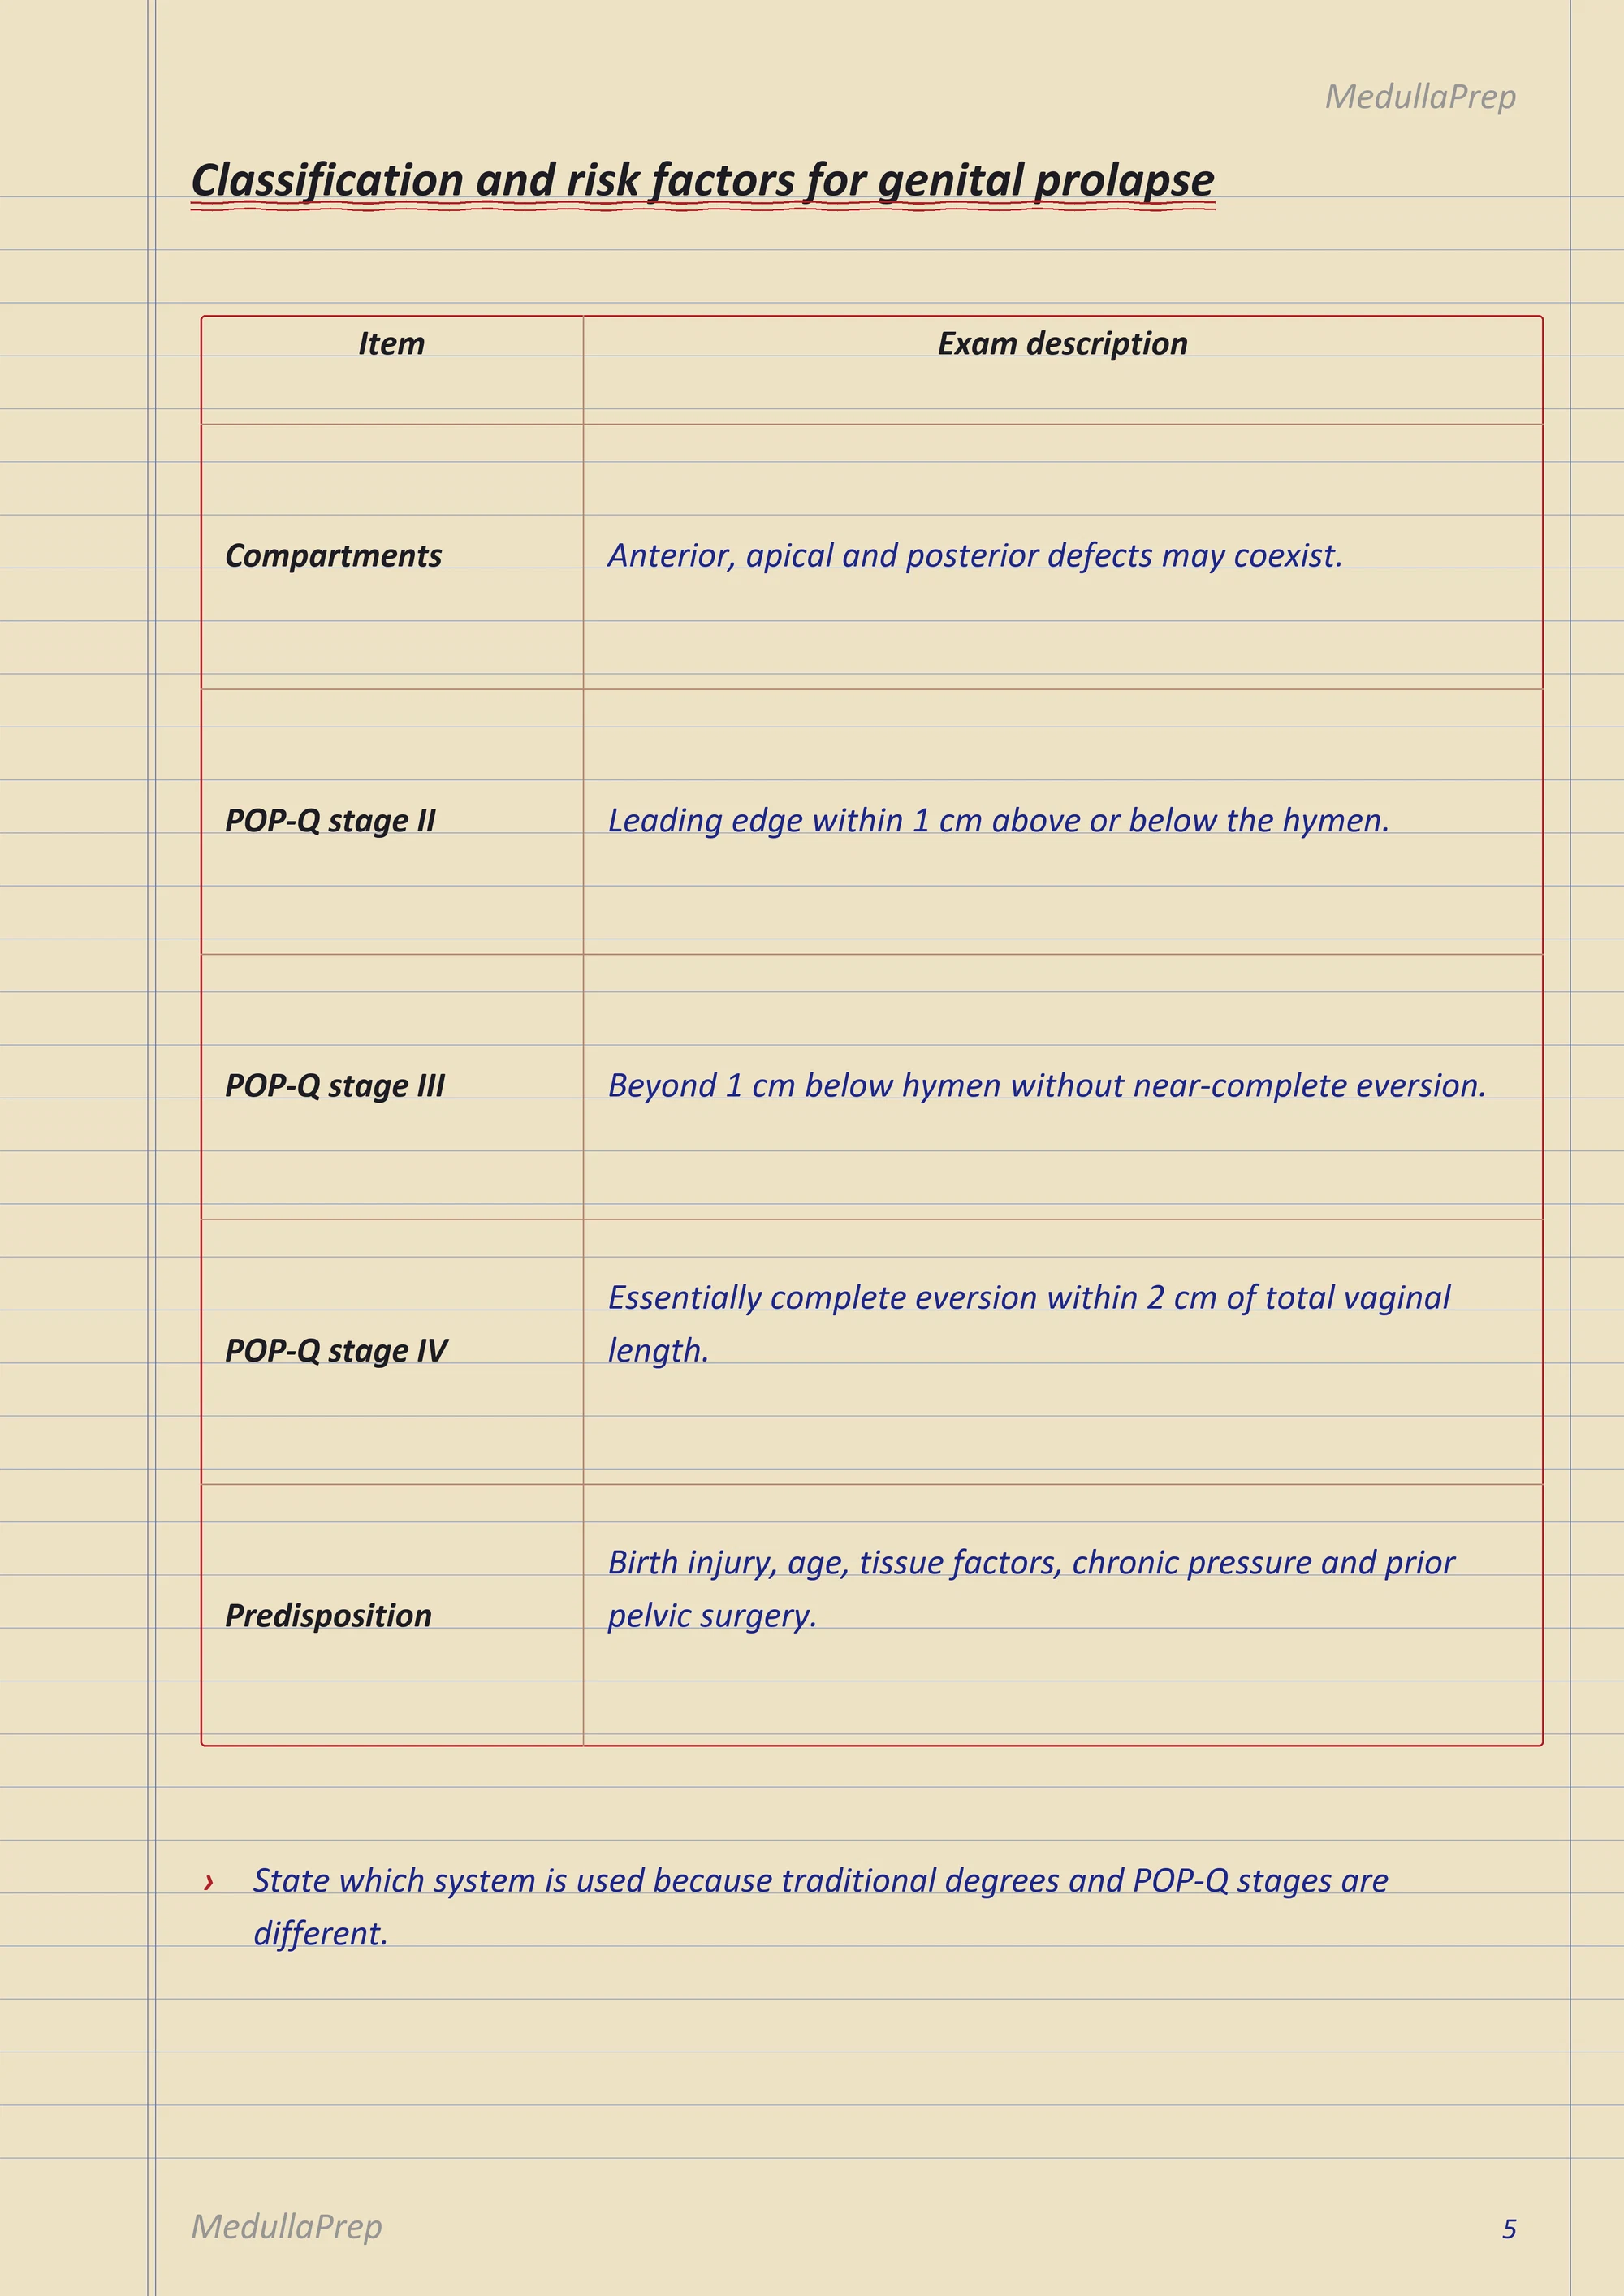 MedullaPrep
Classification and risk factors for genital prolapse
Item Exam description
Compartments Anterior, apical and posterior defects may coexist.
POP-Q stage II Leading edge within 1 cm above or below the hymen.
POP-Q stage III Beyond 1 cm below hymen without near-complete eversion.
Essentially complete eversion within 2 cm of total vaginal
POP-Q stage IV length.
Birth injury, age, tissue factors, chronic pressure and prior
Predisposition pelvic surgery.
› State which system is used because traditional degrees and POP-Q stages are
different.
MedullaPrep 5